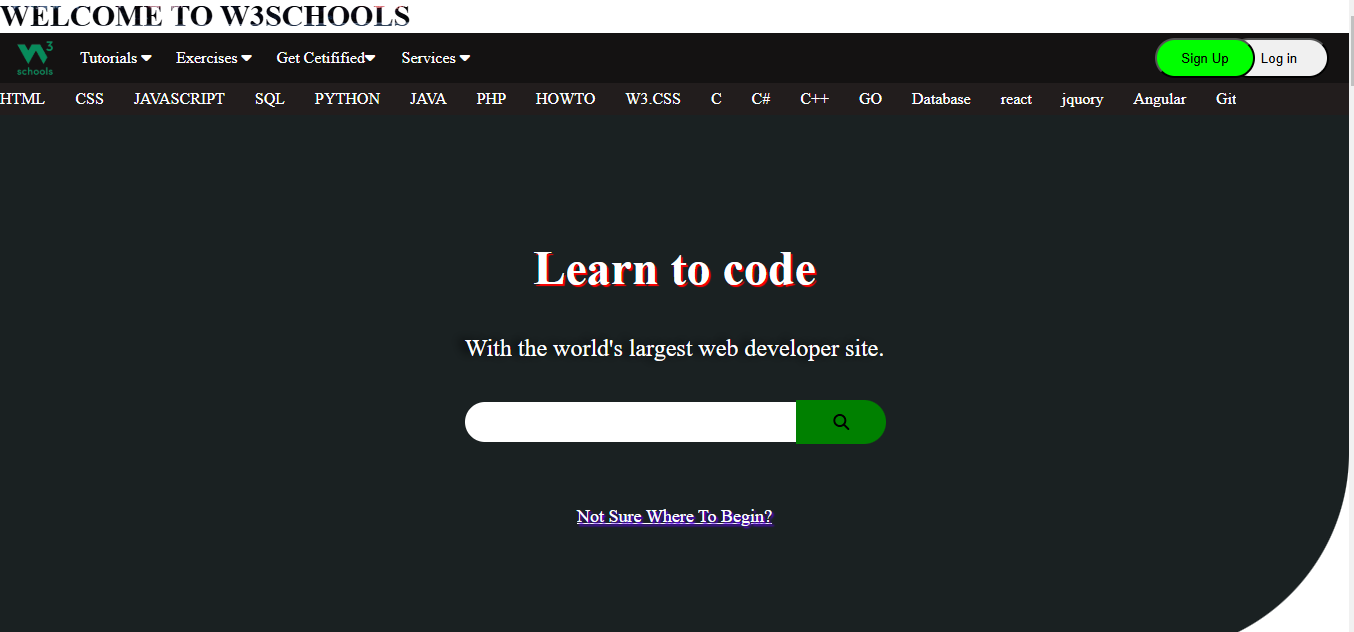 WELCOME TO W3SCHOOLS
W3 schools Tutorials Exercises Get Cetifified Services Sign Up Log in
HTML CSS JAVASCRIPT SQL PYTHON JAVA PHP HOWTO W3.CSS C C# C++ GO Database react jquory Angular Git
Learn to code
With the world's largest web developer site.
Not Sure Where To Begin?